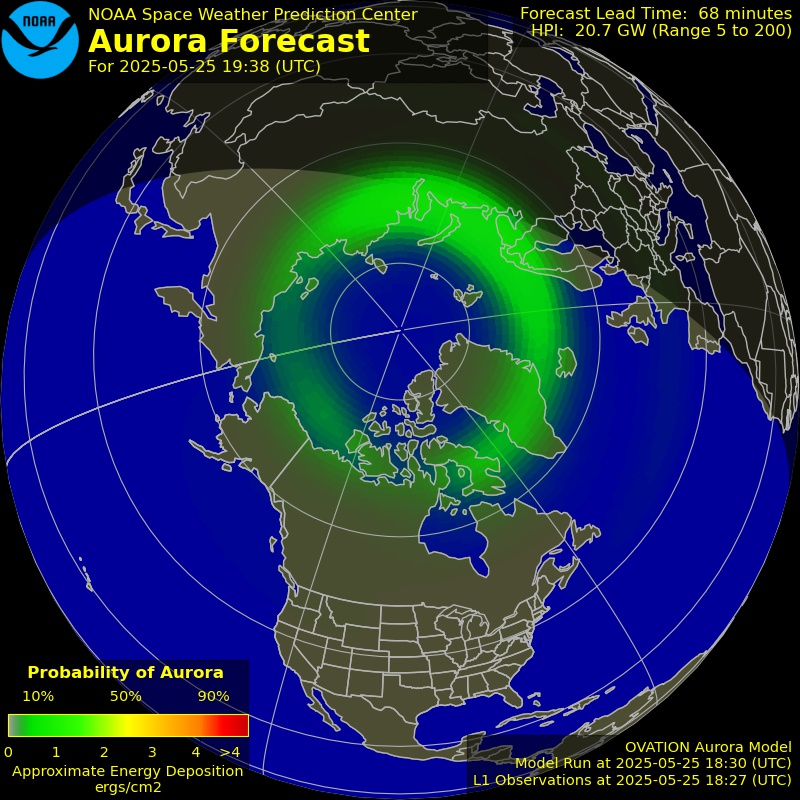 NOAA
NOAA Space Weather Prediction Center
Aurora Forecast
For 2025-05-25 19:38 (UTC)
Forecast Lead Time: 68 minutes
HPI: 20.7 GW (Range 5 to 200)
Probability of Aurora
10% 50% 90%
0 1 2 3 4 >4
Approximate Energy Deposition
ergs/cm2
OVATION Aurora Model
Model Run at 2025-05-25 18:30 (UTC)
L1 Observations at 2025-05-25 18:27 (UTC)